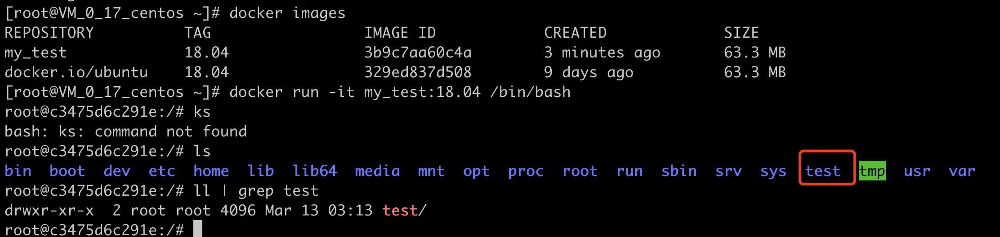 [root@VM_0_17_centos ~]# docker images
REPOSITORY TAG IMAGE ID CREATED SIZE
my_test 18.04 3b9c7aa60c4a 3 minutes ago 63.3 MB
docker.io/ubuntu 18.04 329ed837d508 9 days ago 63.3 MB
[root@VM_0_17_centos ~]# docker run -it my_test:18.04 /bin/bash
root@c3475d6c291e:/# ks
bash: ks: command not found
root@c3475d6c291e:/# ls
bin boot dev etc home lib lib64 media mnt opt proc root run sbin srv sys test tmp usr var
root@c3475d6c291e:/# ll | grep test
drwxr-xr-x 2 root root 4096 Mar 13 03:13 test/
root@c3475d6c291e:/#